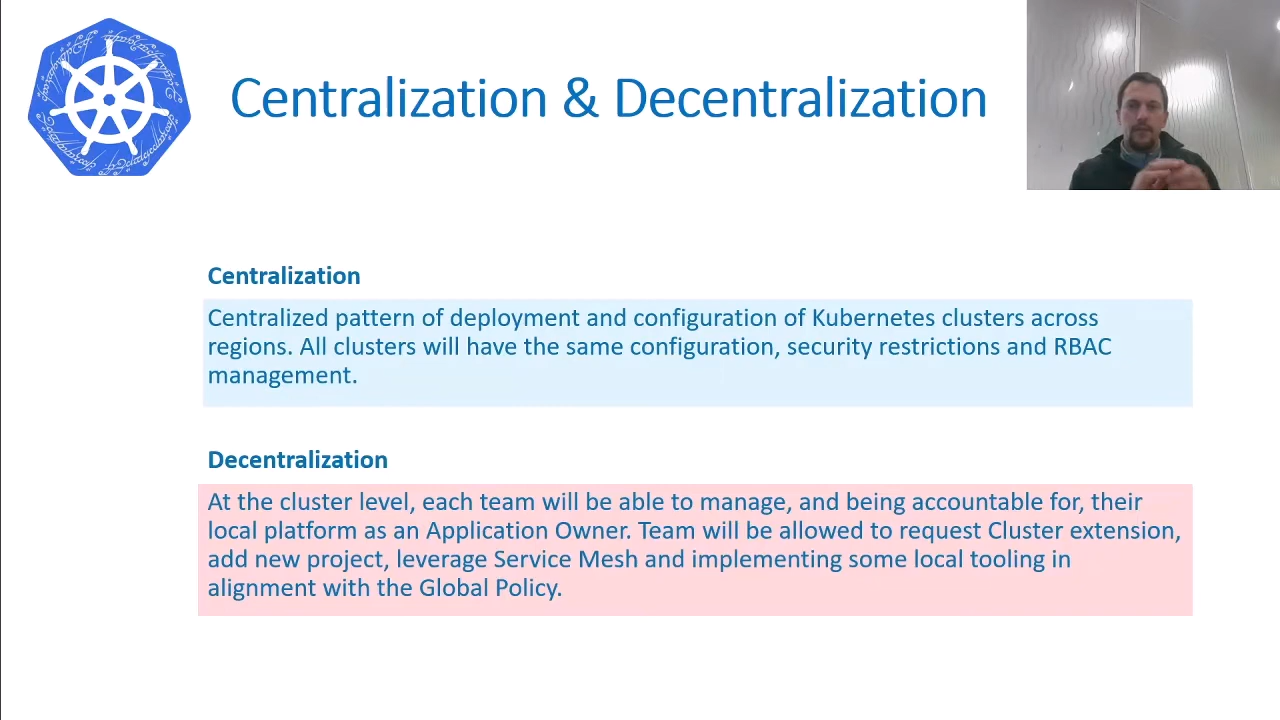 Centralization & Decentralization
Centralization
Centralized pattern of deployment and configuration of Kubernetes clusters across
regions. All clusters will have the same configuration, security restrictions and RBAC
management.
Decentralization
At the cluster level, each team will be able to manage, and being accountable for, their
local platform as an Application Owner. Team will be allowed to request Cluster extension,
add new project, leverage Service Mesh and implementing some local tooling in
alignment with the Global Policy.